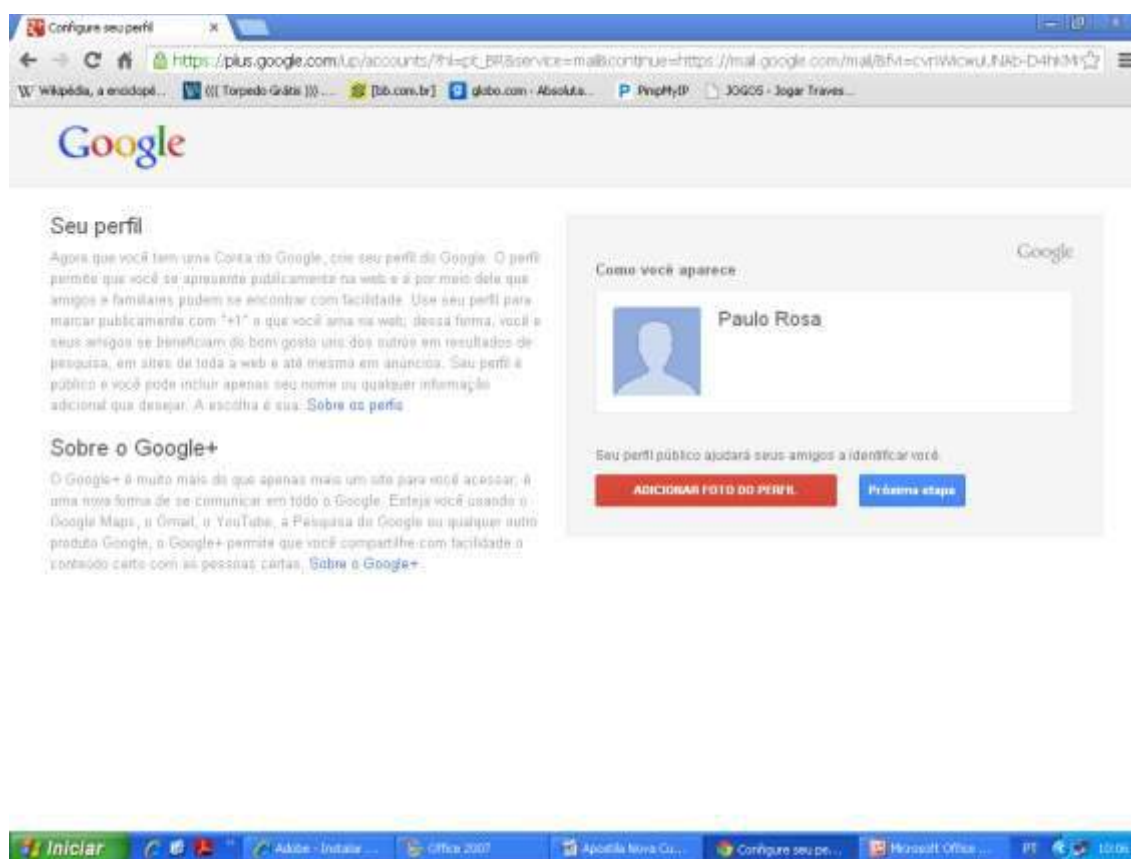 Configure seu perfil
https://plus.google.com/up/accounts/?hl=pt_BR&service=mail&continue=https://mail.google.com/mail/
Wikipédia, a enciclopé... ((( Torpedo Grátis ))) .... [bb.com.br] globo.com - Absoluta... PimpMyIP JOGOS - Jogar Traves...
Google
Seu perfil
Agora que você tem uma Conta do Google, crie seu perfil do Google. O perfil
permite que você se apresente publicamente na web e é por meio dele que
amigos e familiares podem se encontrar com facilidade. Use seu perfil para
marcar publicamente com "+1" o que você ama na web; dessa forma, você e
seus amigos se beneficiam do bom gosto uns dos outros em resultados de
pesquisa, em sites de toda a web e até mesmo em anúncios. Seu perfil é
público e você pode incluir apenas seu nome ou qualquer informação
adicional que desejar. A escolha é sua. Sobre os perfis
Sobre o Google+
O Google+ é muito mais do que apenas mais um site para você acessar, é
uma nova forma de se comunicar em todo o Google. Esteja você usando o
Google Maps, o Gmail, o YouTube, a Pesquisa do Google ou qualquer outro
produto Google, o Google+ permite que você compartilhe com facilidade o
conteúdo certo com as pessoas certas. Sobre o Google+
Google
Como você aparece
Paulo Rosa
Seu perfil público ajudará seus amigos a identificar você.
ADICIONAR FOTO DO PERFIL Próxima etapa
Iniciar Adobe - Instalar ... Office 2007 Apostila Nova Cu... Configure seu pe... Microsoft Office ... PT 10:06